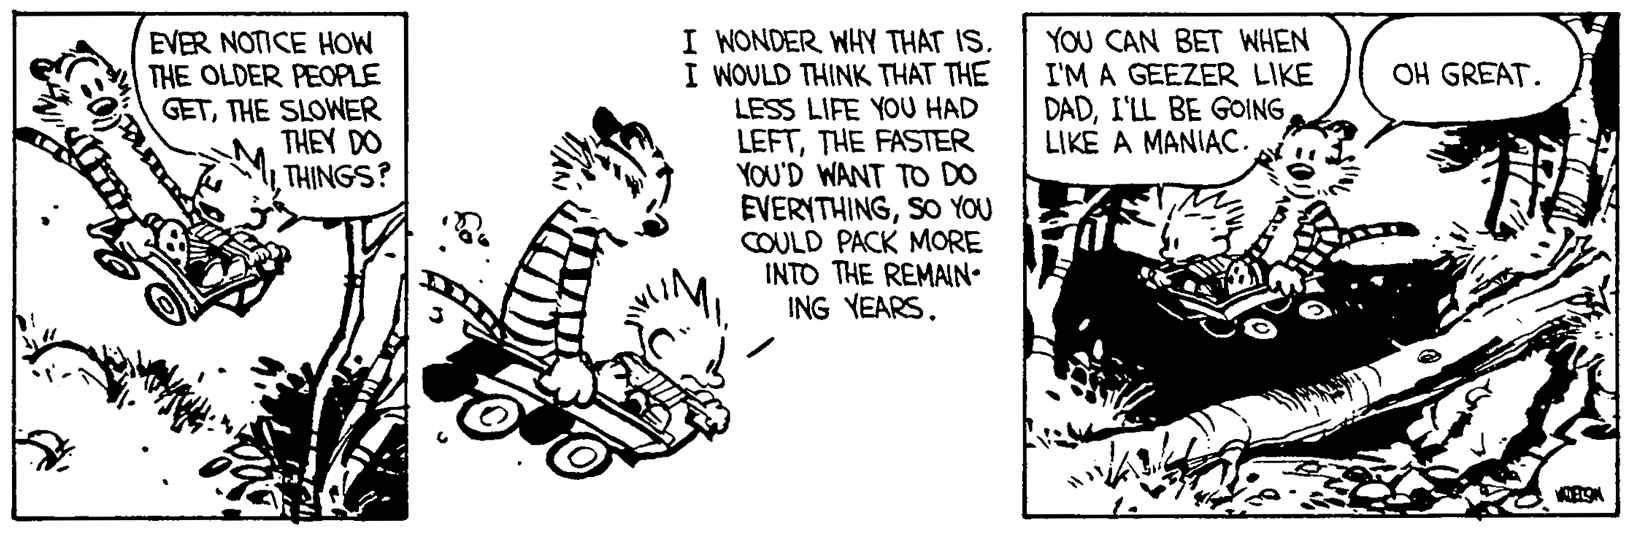 EVER NOTICE HOW
THE OLDER PEOPLE
GET, THE SLOWER
THEY DO
THINGS?
I WONDER WHY THAT IS.
I WOULD THINK THAT THE
LESS LIFE YOU HAD
LEFT, THE FASTER
YOU'D WANT TO DO
EVERYTHING, SO YOU
COULD PACK MORE
INTO THE REMAIN-
ING YEARS.
YOU CAN BET WHEN
I'M A GEEZER LIKE
DAD, I'LL BE GOING
LIKE A MANIAC.
OH GREAT.
WATTERSON